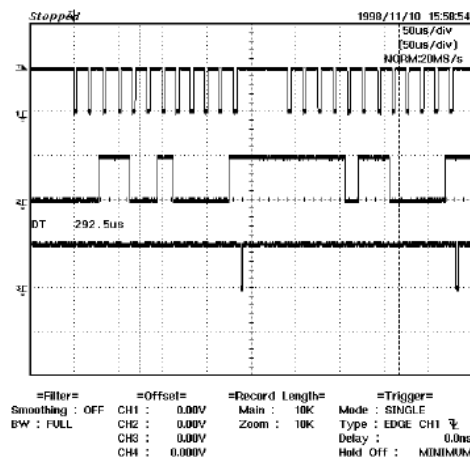 Stopped 1998/11/10 15:58:54
50us/div
(50us/div)
NORM:20MS/s
DT 292.5us
=Filter= =Offset= =Record Length= =Trigger=
Smoothing : OFF CH1 : 0.00V Main : 10K Mode : SINGLE
BW : FULL CH2 : 0.00V Zoom : 10K Type : EDGE CH1
CH3 : 0.00V Delay : 0.0ns
CH4 : 0.000V Hold Off : MINIMUM